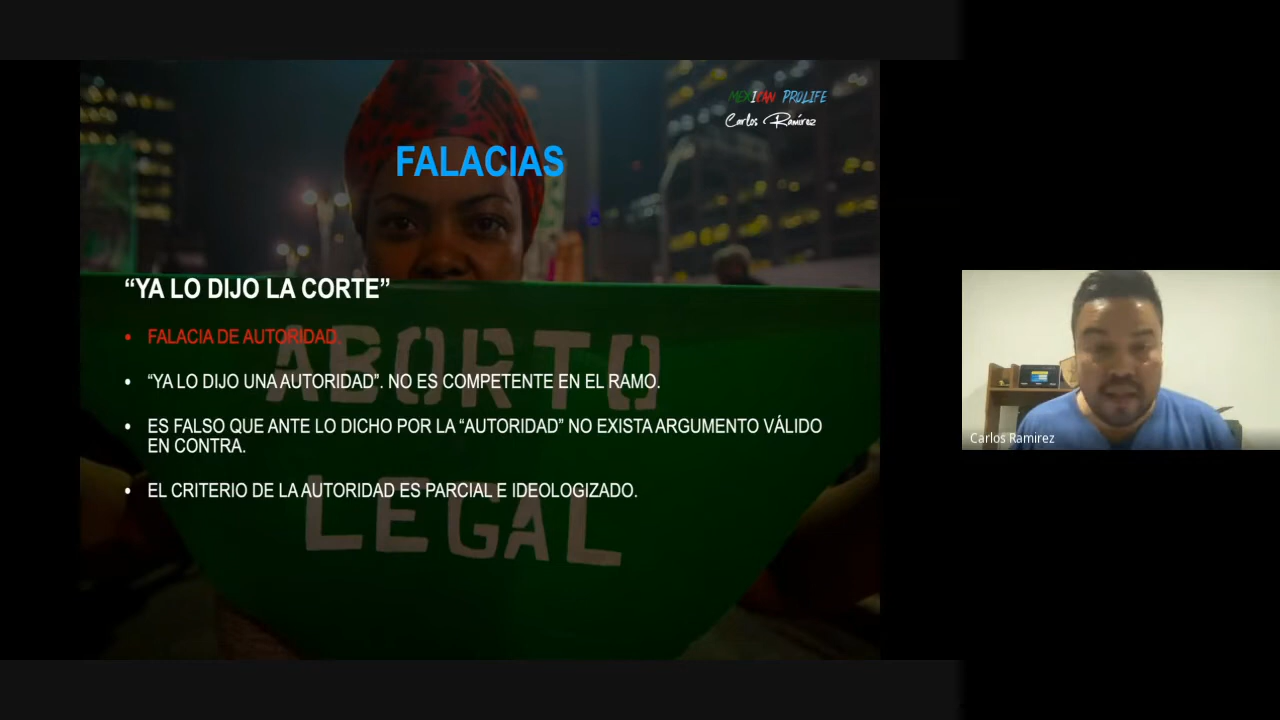 MEXICAN PROLIFE
Carlos Ramírez
FALACIAS
“YA LO DIJO LA CORTE”
• FALACIA DE AUTORIDAD.
• “YA LO DIJO UNA AUTORIDAD”. NO ES COMPETENTE EN EL RAMO.
• ES FALSO QUE ANTE LO DICHO POR LA “AUTORIDAD” NO EXISTA ARGUMENTO VÁLIDO
EN CONTRA.
• EL CRITERIO DE LA AUTORIDAD ES PARCIAL E IDEOLOGIZADO.
ABORTO
LEGAL
Carlos Ramirez